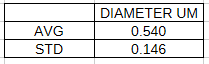 DIAMETER UM
AVG 0.540
STD 0.146